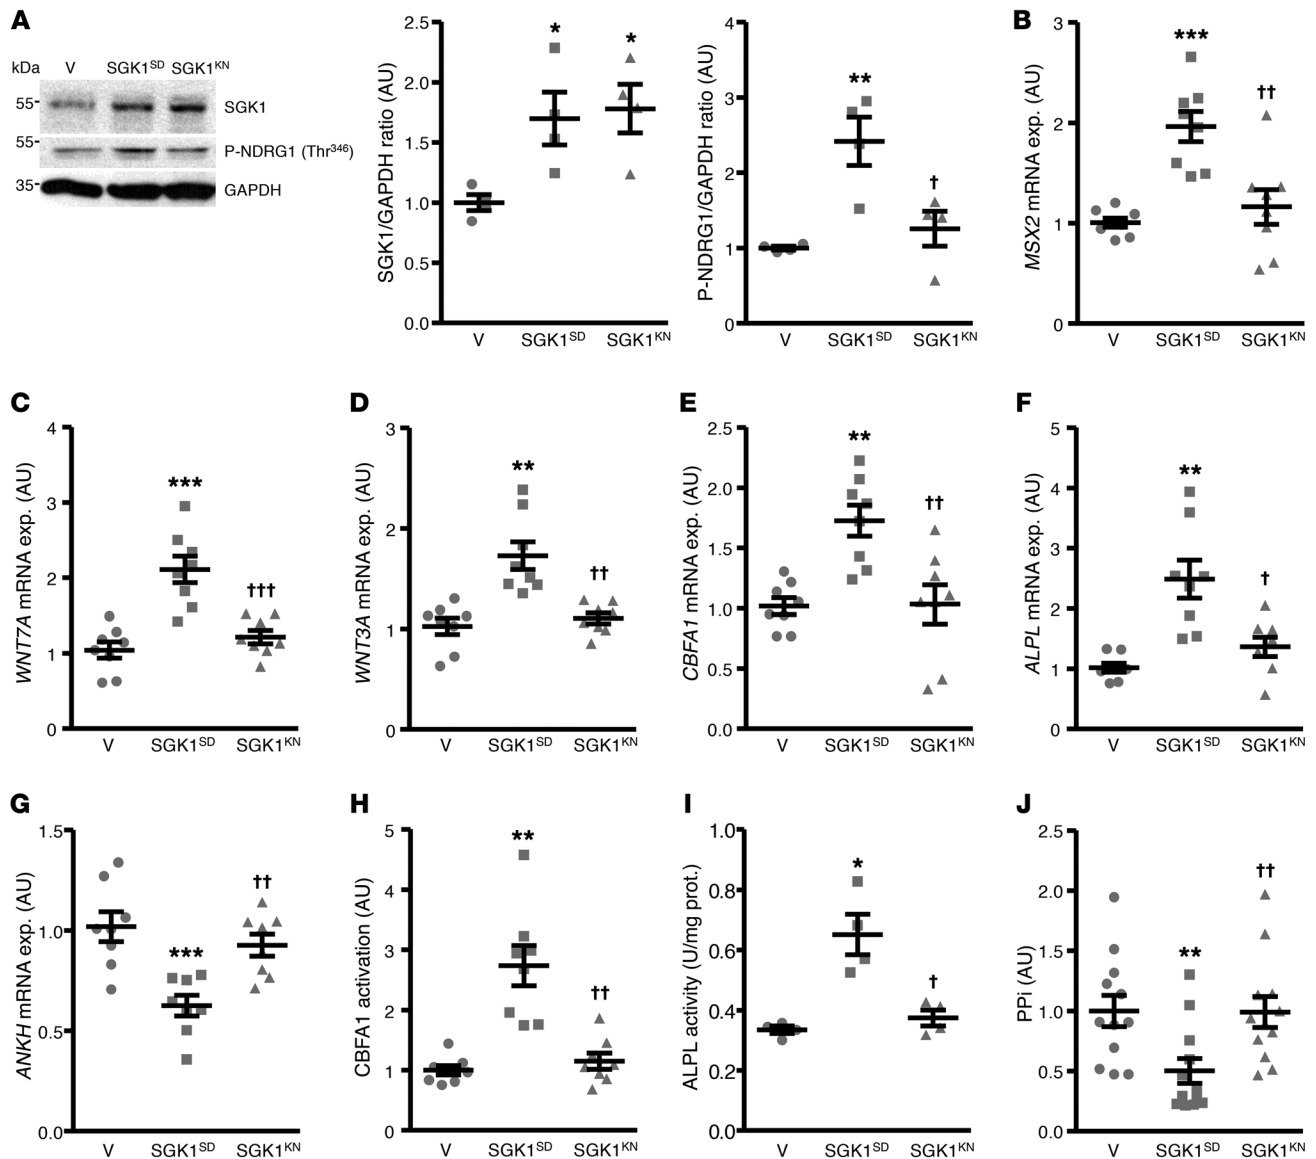 A
kDa V SGK1SD SGK1KN
55- SGK1
55- P-NDRG1 (Thr346)
35- GAPDH
SGK1/GAPDH ratio (AU)
2.5
2.0
1.5
1.0
0.5
0.0
* *
V SGK1SD SGK1KN
P-NDRG1/GAPDH ratio (AU)
4
3
2
1
0
** †
V SGK1SD SGK1KN
B
MSX2 mRNA exp. (AU)
3
2
1
0
*** ††
V SGK1SD SGK1KN
C
WNT7A mRNA exp. (AU)
4
3
2
1
0
*** †††
V SGK1SD SGK1KN
D
WNT3A mRNA exp. (AU)
3
2
1
0
** ††
V SGK1SD SGK1KN
E
CBFA1 mRNA exp. (AU)
2.5
2.0
1.5
1.0
0.5
0.0
** ††
V SGK1SD SGK1KN
F
ALPL mRNA exp. (AU)
5
4
3
2
1
0
** †
V SGK1SD SGK1KN
G
ANKH mRNA exp. (AU)
1.5
1.0
0.5
0.0
*** ††
V SGK1SD SGK1KN
H
CBFA1 activation (AU)
5
4
3
2
1
0
** ††
V SGK1SD SGK1KN
I
ALPL activity (U/mg prot.)
1.0
0.8
0.6
0.4
0.2
0.0
* †
V SGK1SD SGK1KN
J
PPi (AU)
2.5
2.0
1.5
1.0
0.5
0.0
** ††
V SGK1SD SGK1KN